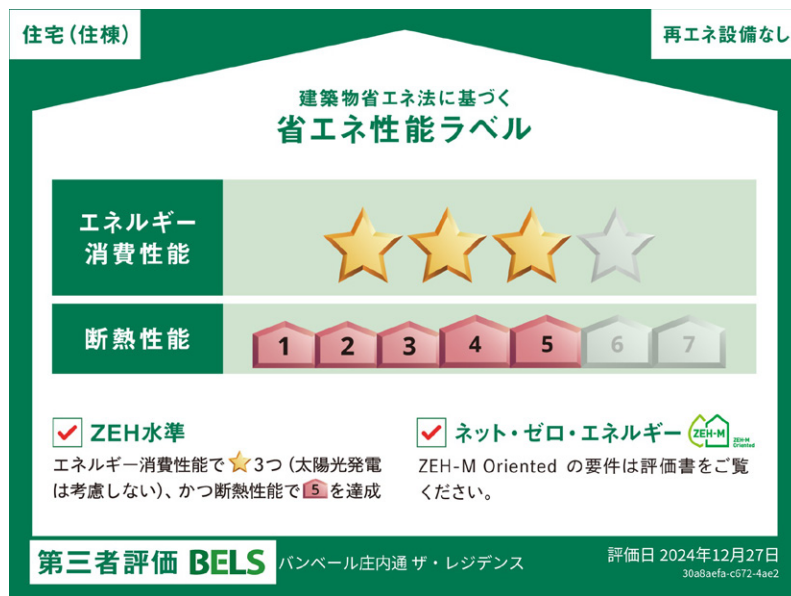 住宅(住棟)
再エネ設備なし
建築物省エネ法に基づく
省エネ性能ラベル
エネルギー
消費性能
断熱性能
1 2 3 4 5 6 7
ZEH水準
エネルギー消費性能で3つ(太陽光発電
は考慮しない)、かつ断熱性能で5を達成
ネット・ゼロ・エネルギー
ZEH-M
ZEH-M
Oriented
ZEH-M Oriented の要件は評価書をご覧
ください。
第三者評価 BELS
バンベール庄内通 ザ・レジデンス
評価日 2024年12月27日
30a8aefa-c672-4ae2